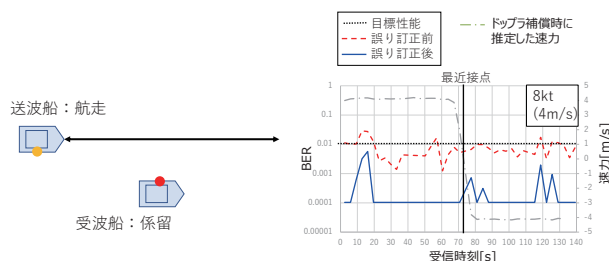 目標性能
誤り訂正前
誤り訂正後
ドップラ補償時に
推定した速力
送波船：航走
受波船：係留
最近接点
8kt
(4m/s)
BER
1
0.1
0.01
0.001
0.0001
0.00001
5
4
3
2
1
0
-1
-2
-3
-4
-5
速力[m/s]
0 10 20 30 40 50 60 70 80 90 100 110 120 130 140
受信時刻[s]